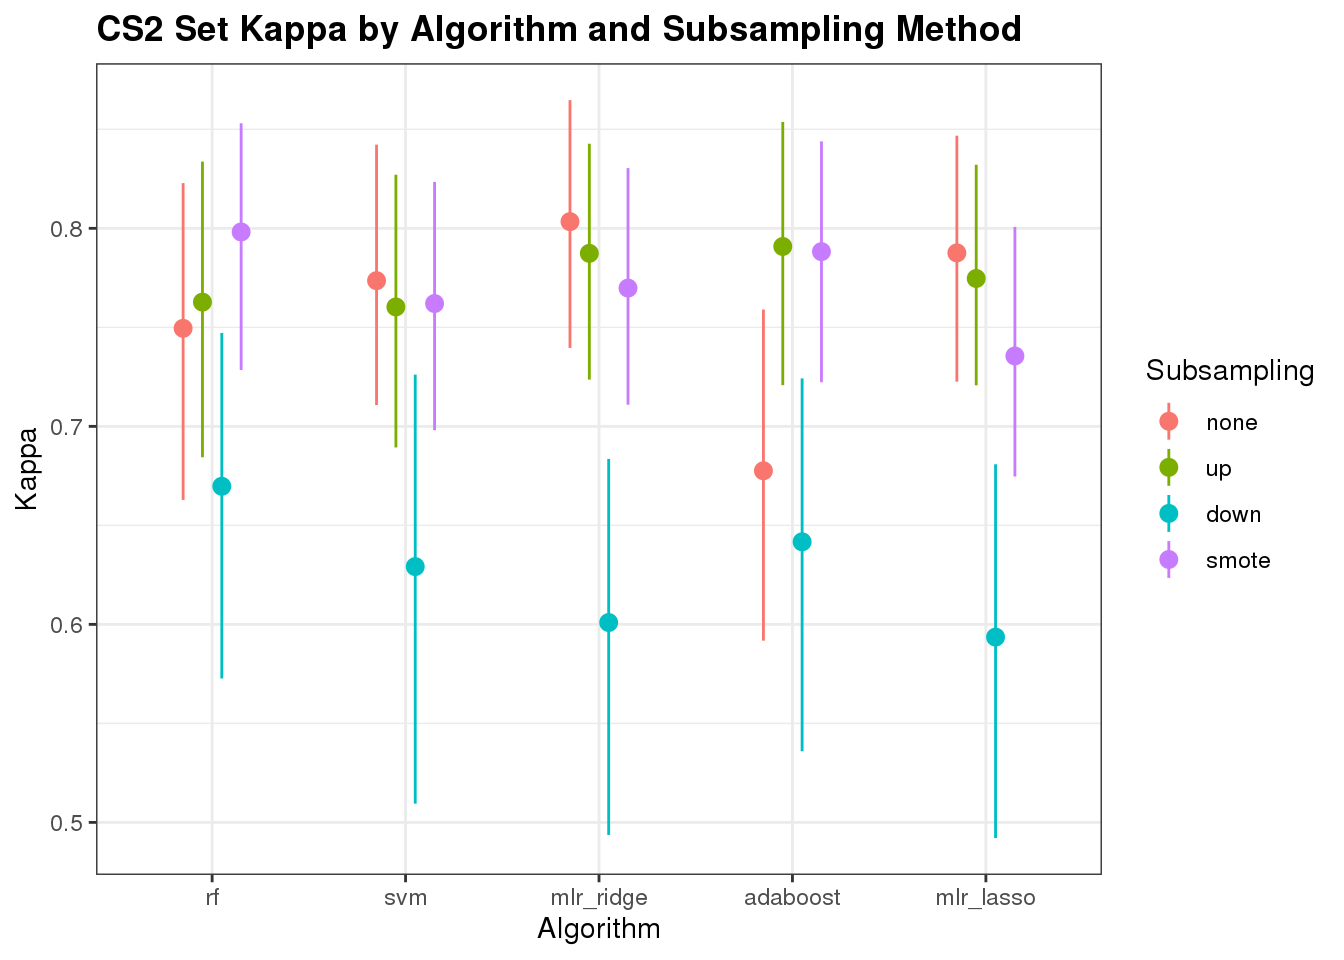 CS2 Set Kappa by Algorithm and Subsampling Method
Kappa
0.8
0.7
0.6
0.5
rf
svm
mlr_ridge
adaboost
mlr_lasso
Algorithm
Subsampling
none
up
down
smote